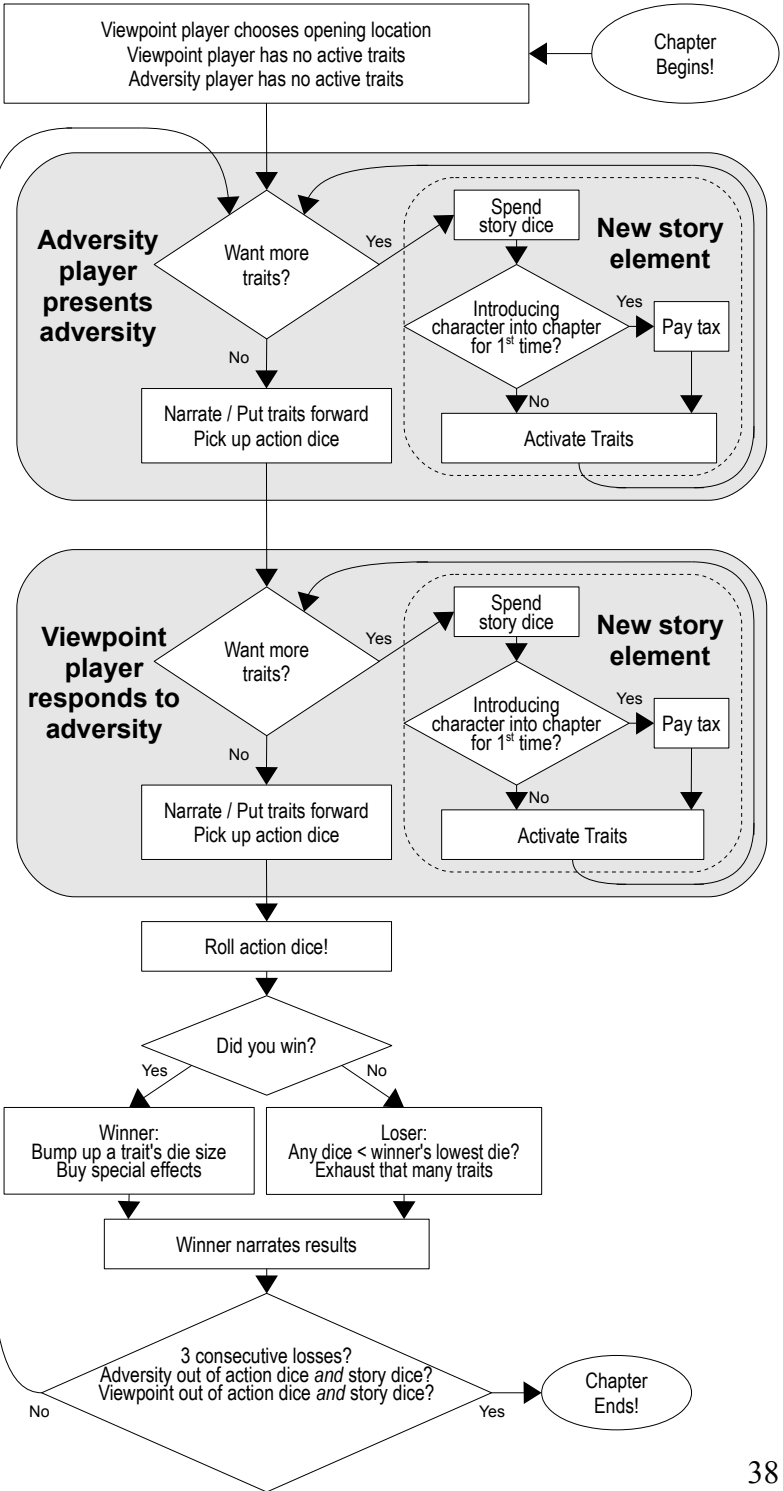 Viewpoint player chooses opening location
Viewpoint player has no active traits
Adversity player has no active traits
Chapter
Begins!
Adversity
player
presents
adversity
Want more
traits?
Yes
No
Spend
story dice
New story
element
Introducing
character into chapter
for 1st time?
Yes
Pay tax
No
Activate Traits
Narrate / Put traits forward
Pick up action dice
Viewpoint
player
responds to
adversity
Want more
traits?
Yes
No
Spend
story dice
New story
element
Introducing
character into chapter
for 1st time?
Yes
Pay tax
No
Activate Traits
Narrate / Put traits forward
Pick up action dice
Roll action dice!
Did you win?
Yes
No
Winner:
Bump up a trait's die size
Buy special effects
Loser:
Any dice < winner's lowest die?
Exhaust that many traits
Winner narrates results
3 consecutive losses?
Adversity out of action dice and story dice?
Viewpoint out of action dice and story dice?
No
Yes
Chapter
Ends!
38